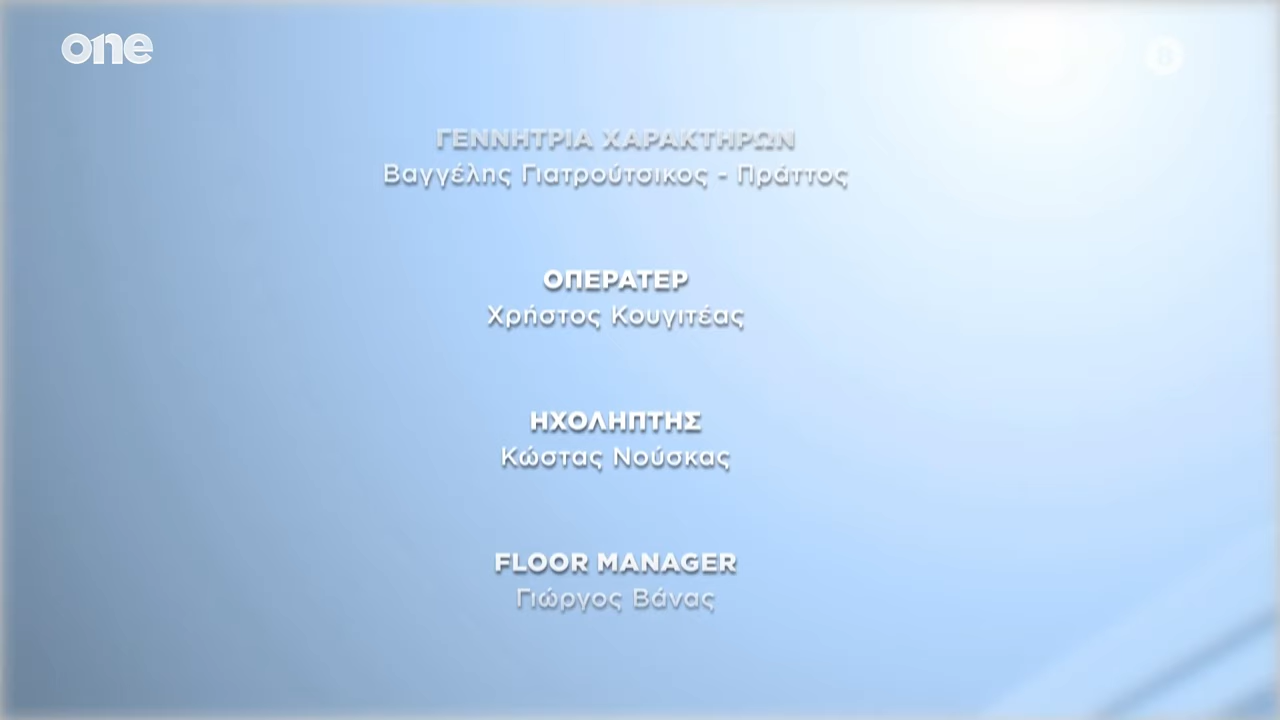 one
B
ΓΕΝΝΗΤΡΙΑ ΧΑΡΑΚΤΗΡΩΝ
Βαγγέλης Γιατρούτσικος - Πράττος
ΟΠΕΡΑΤΕΡ
Χρήστος Κουγιτέας
ΗΧΟΛΗΠΤΗΣ
Κώστας Νούσκας
FLOOR MANAGER
Γιώργος Βάνας